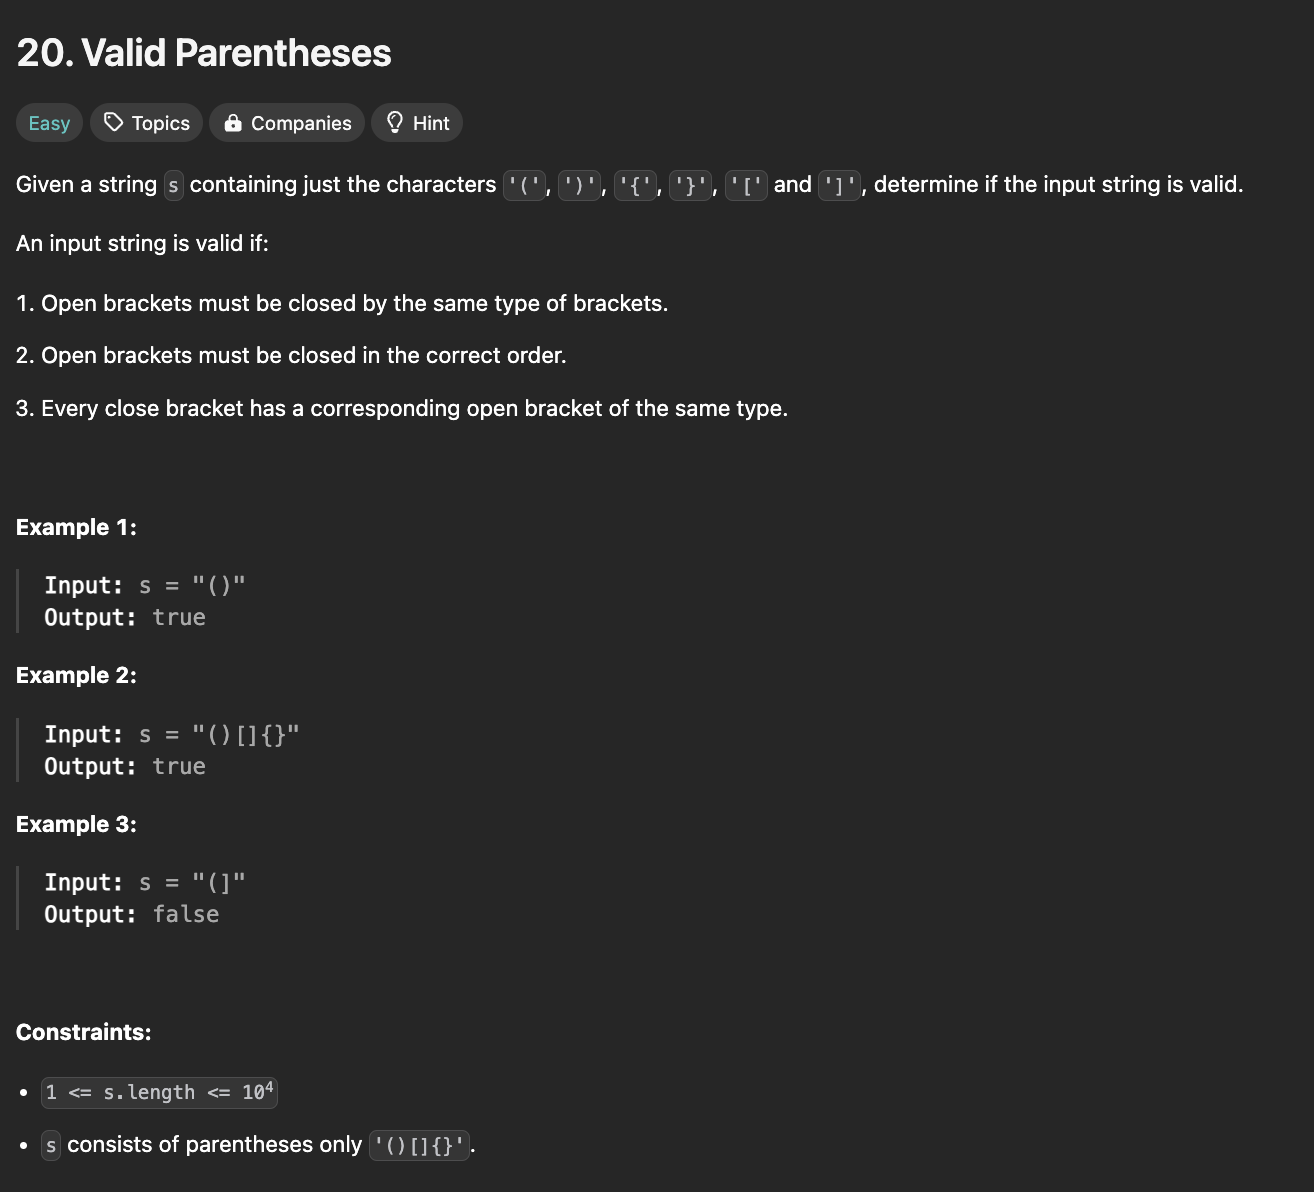 20. Valid Parentheses
Easy Topics Companies Hint
Given a string s containing just the characters '(', ')', '{', '}', '[' and ']', determine if the input string is valid.
An input string is valid if:
1. Open brackets must be closed by the same type of brackets.
2. Open brackets must be closed in the correct order.
3. Every close bracket has a corresponding open bracket of the same type.
Example 1:
Input: s = "()"
Output: true
Example 2:
Input: s = "()[]{}"
Output: true
Example 3:
Input: s = "(]"
Output: false
Constraints:
• 1 <= s.length <= 10⁴
• s consists of parentheses only '()[]{}'.